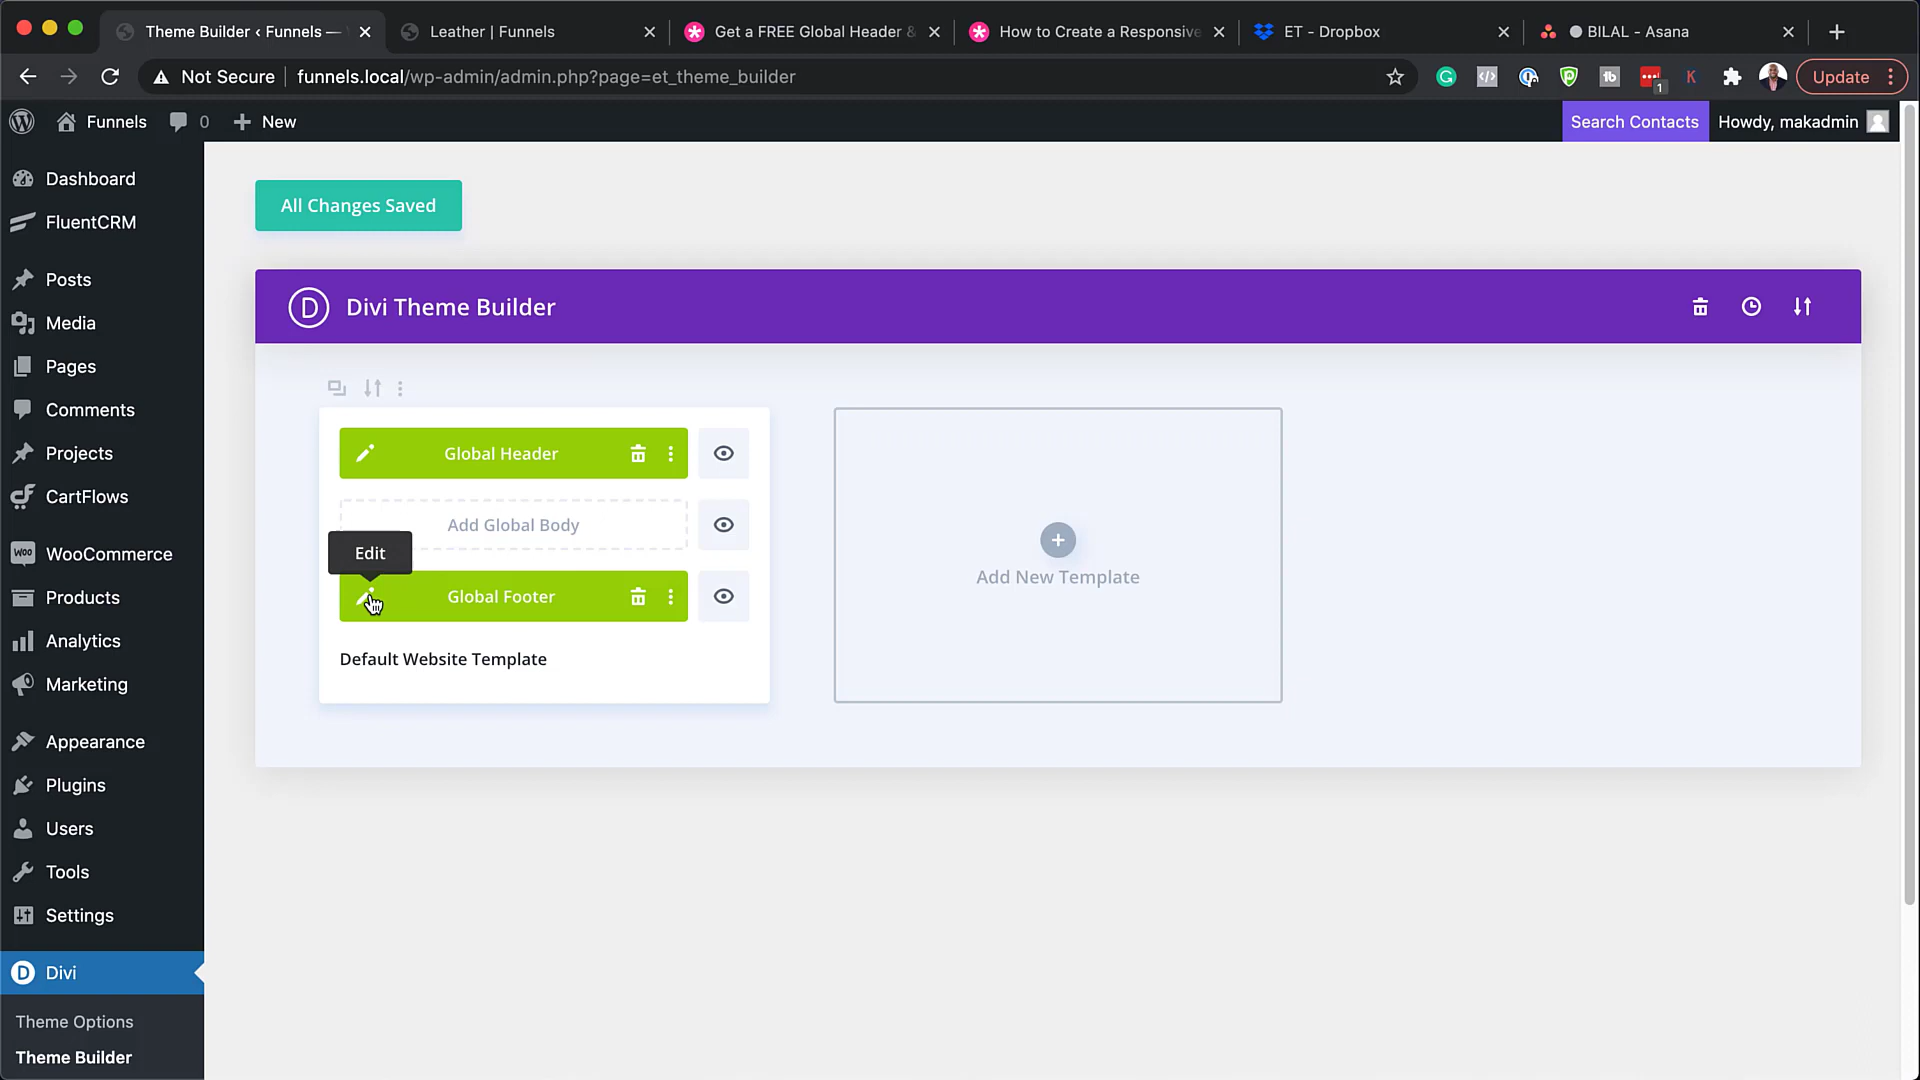 Theme Builder ‹ Funnels —
Leather | Funnels
Get a FREE Global Header &
How to Create a Responsive
ET - Dropbox
BILAL - Asana
Not Secure
funnels.local/wp-admin/admin.php?page=et_theme_builder
1
Update
Funnels
0
New
Search Contacts
Howdy, makadmin
Dashboard
FluentCRM
Posts
Media
Pages
Comments
Projects
CartFlows
WooCommerce
Products
Analytics
Marketing
Appearance
Plugins
Users
Tools
Settings
Divi
Theme Options
Theme Builder
All Changes Saved
Divi Theme Builder
Global Header
Add Global Body
Edit
Global Footer
Default Website Template
Add New Template